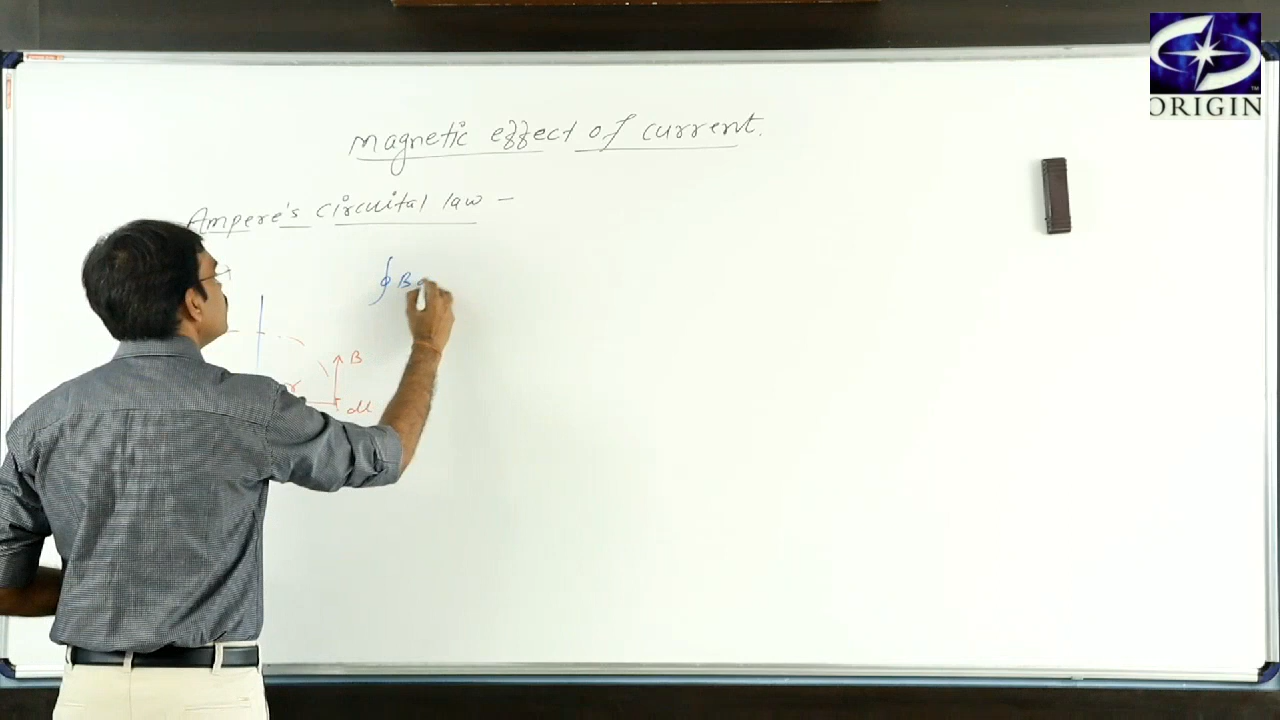 ORIGIN
Magnetic effect of current.
Ampere's circuital law -
∮ B
B
r
dl